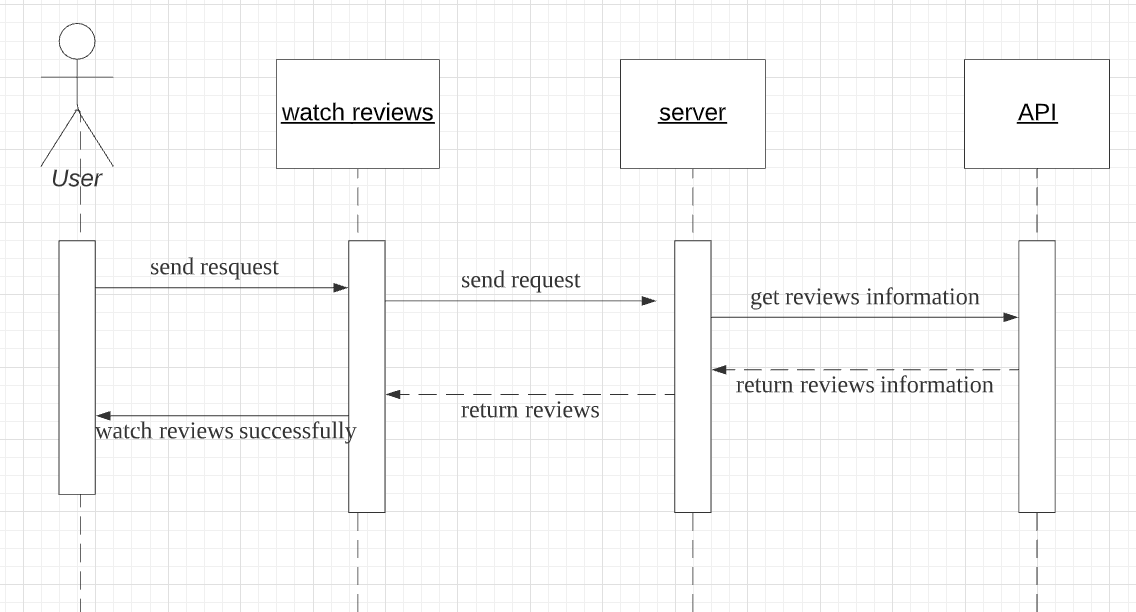 watch reviews
server
API
User
send resquest
send request
get reviews information
return reviews information
return reviews
watch reviews successfully